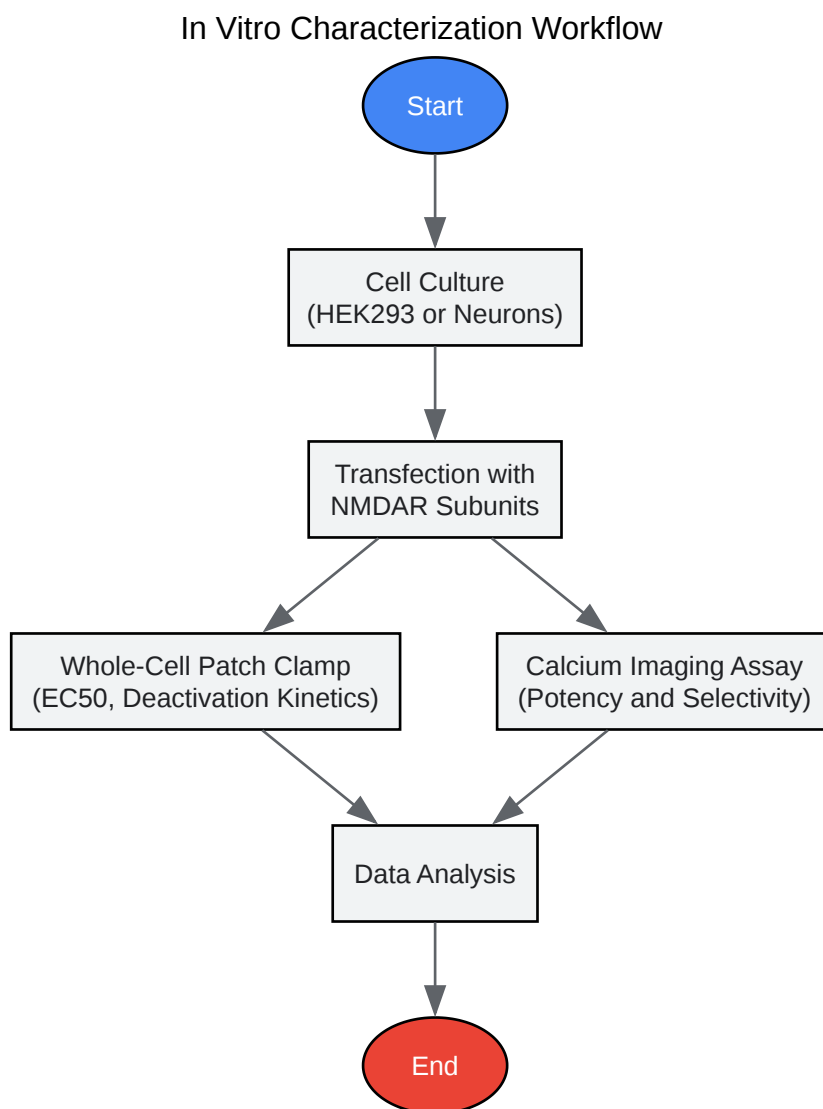 In Vitro Characterization Workflow
Start
Cell Culture
(HEK293 or Neurons)
Transfection with
NMDAR Subunits
Whole-Cell Patch Clamp
(EC50, Deactivation Kinetics)
Calcium Imaging Assay
(Potency and Selectivity)
Data Analysis
End